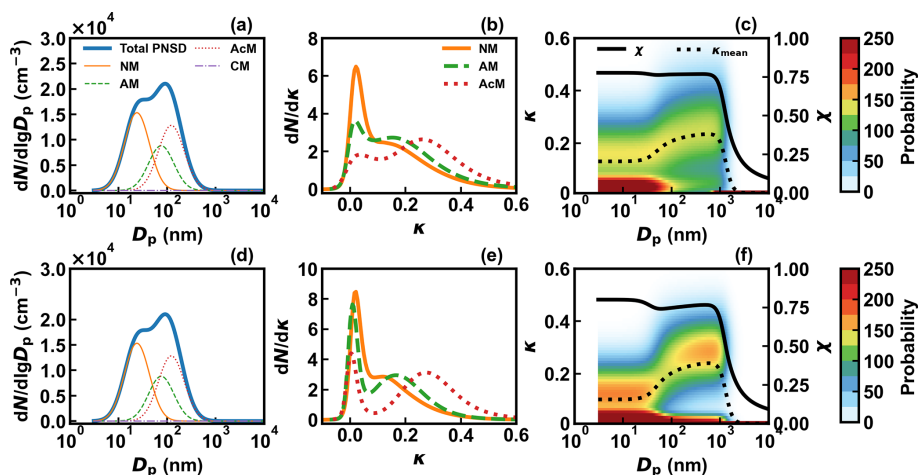 ×10⁴ (a)
Total PNSD AcM
NM CM
AM
dN/dlgDₚ (cm⁻³)
3.0
2.5
2.0
1.5
1.0
0.5
0.0
10⁰ 10¹ 10² 10³ 10⁴
Dₚ (nm)
(b)
NM
AM
AcM
dN/dκ
8
6
4
2
0
0.0 0.2 0.4 0.6
κ
(c)
χ κmean
κ
0.6
0.4
0.2
0
10⁰ 10¹ 10² 10³ 10⁴
Dₚ (nm)
1.00
0.75
0.50
0.25
0.00
χ
250
200
150
100
50
0
Probability
×10⁴ (d)
dN/dlgDₚ (cm⁻³)
3.0
2.5
2.0
1.5
1.0
0.5
0.0
10⁰ 10¹ 10² 10³ 10⁴
Dₚ (nm)
(e)
dN/dκ
10
8
6
4
2
0
0.0 0.2 0.4 0.6
κ
(f)
κ
0.6
0.4
0.2
0
10⁰ 10¹ 10² 10³ 10⁴
Dₚ (nm)
1.00
0.75
0.50
0.25
0.00
χ
250
200
150
100
50
0
Probability